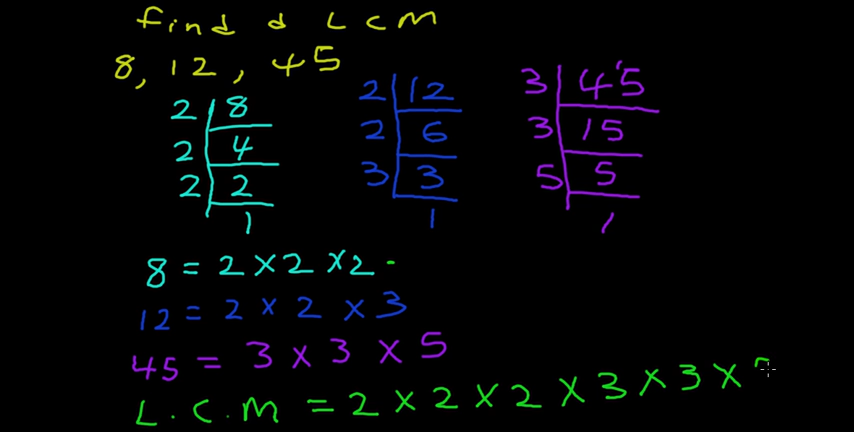 find a L C M
8, 12, 45
2 | 8
2 | 4
2 | 2
1
2 | 12
2 | 6
3 | 3
1
3 | 45
3 | 15
5 | 5
1
8 = 2 × 2 × 2
12 = 2 × 2 × 3
45 = 3 × 3 × 5
L.C.M = 2 × 2 × 2 × 3 × 3 ×